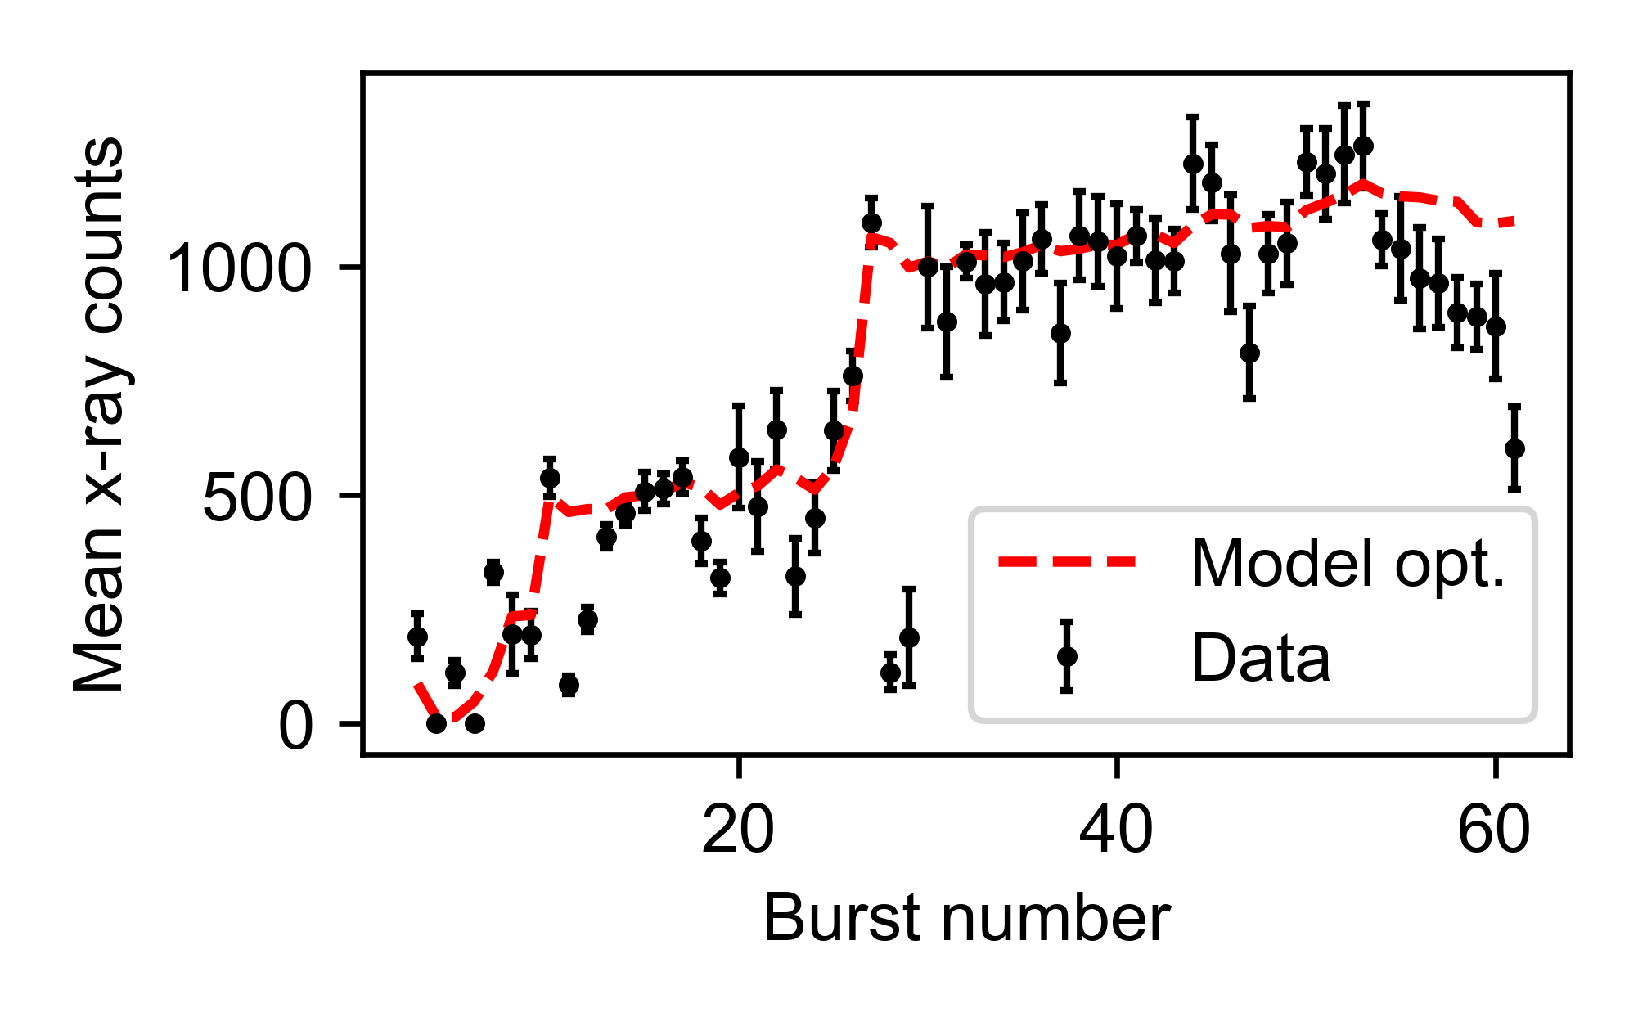 Mean x-ray counts
1000
500
0
Model opt.
Data
20 40 60
Burst number